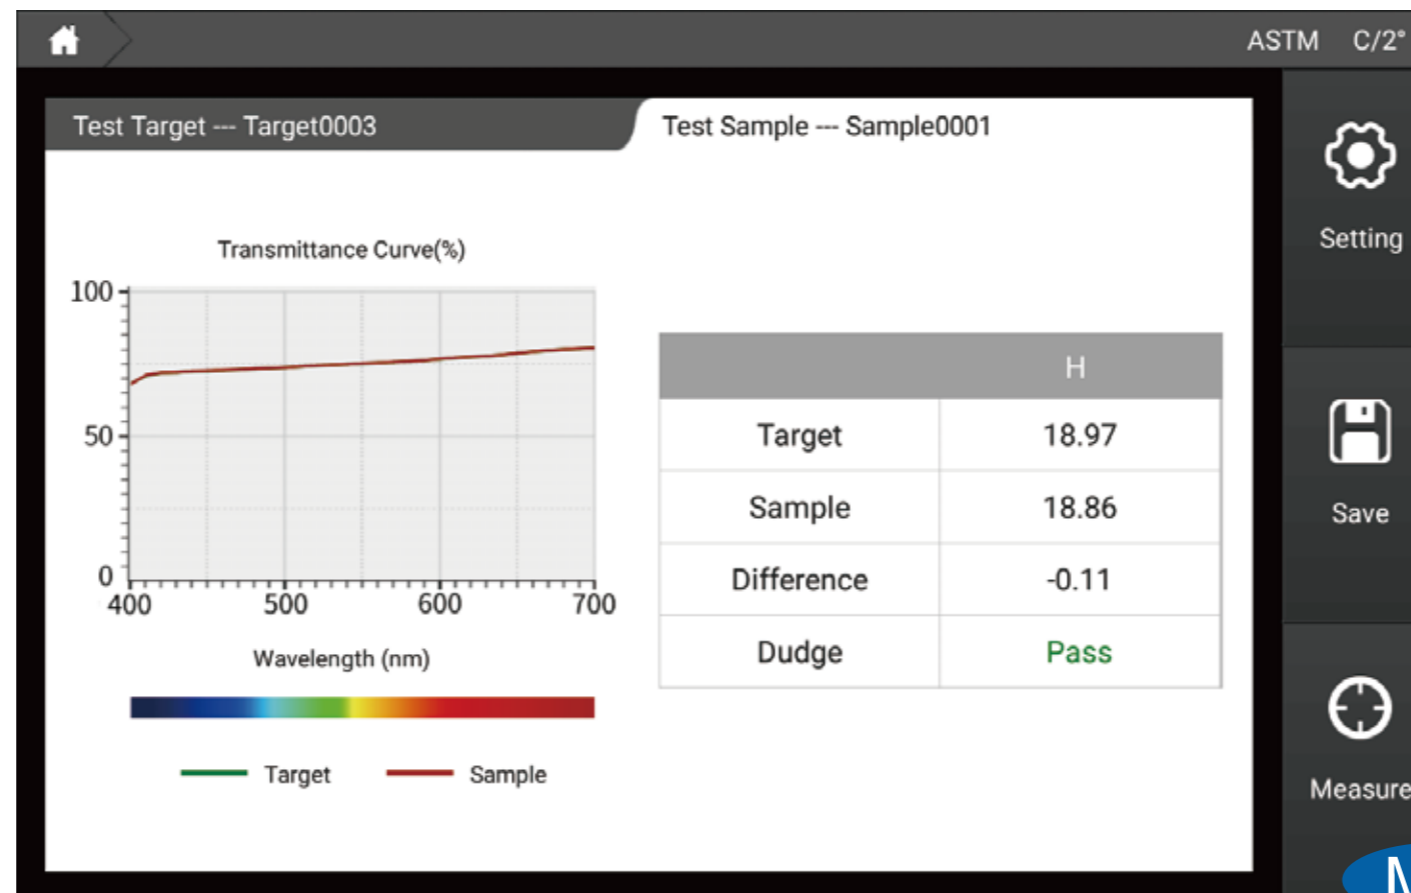 ASTM C/2°
Test Target --- Target0003
Test Sample --- Sample0001
Setting
Transmittance Curve(%)
100
50
0
400 500 600 700
Wavelength (nm)
Target Sample
H
Target 18.97
Sample 18.86
Difference -0.11
Dudge Pass
Save
Measure